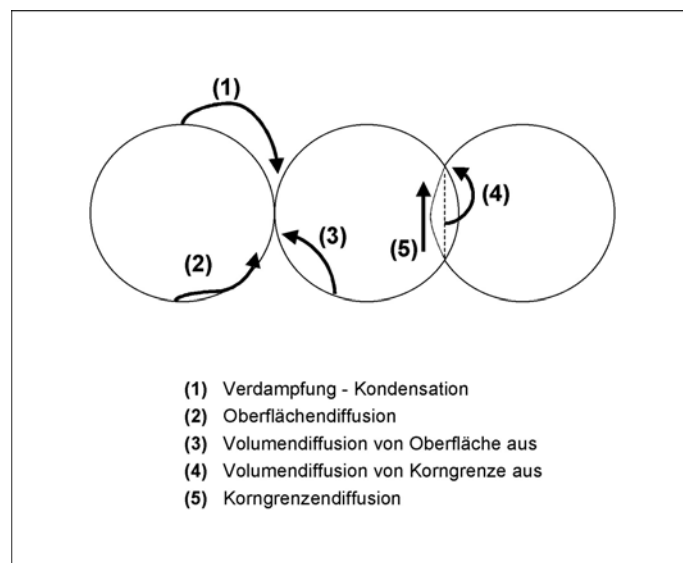 (1)
(2)
(3)
(4)
(5)
(1) Verdampfung - Kondensation
(2) Oberflächendiffusion
(3) Volumendiffusion von Oberfläche aus
(4) Volumendiffusion von Korngrenze aus
(5) Korngrenzendiffusion